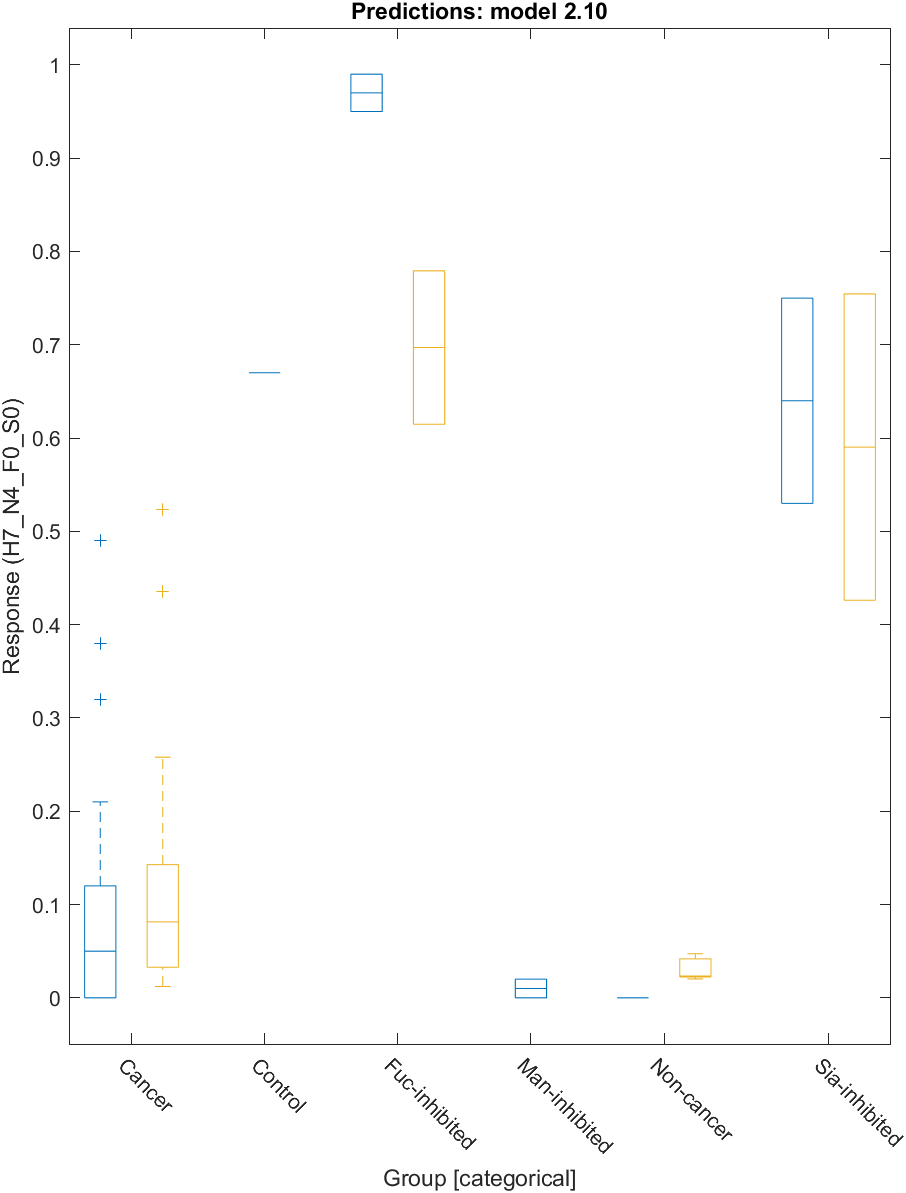 Predictions: model 2.10
1
0.9
0.8
0.7
0.6
0.5
0.4
0.3
0.2
0.1
0
Response (H7_N4_F0_S0)
Cancer
Control
Fuc-inhibited
Man-inhibited
Non-cancer
Sia-inhibited
Group [categorical]